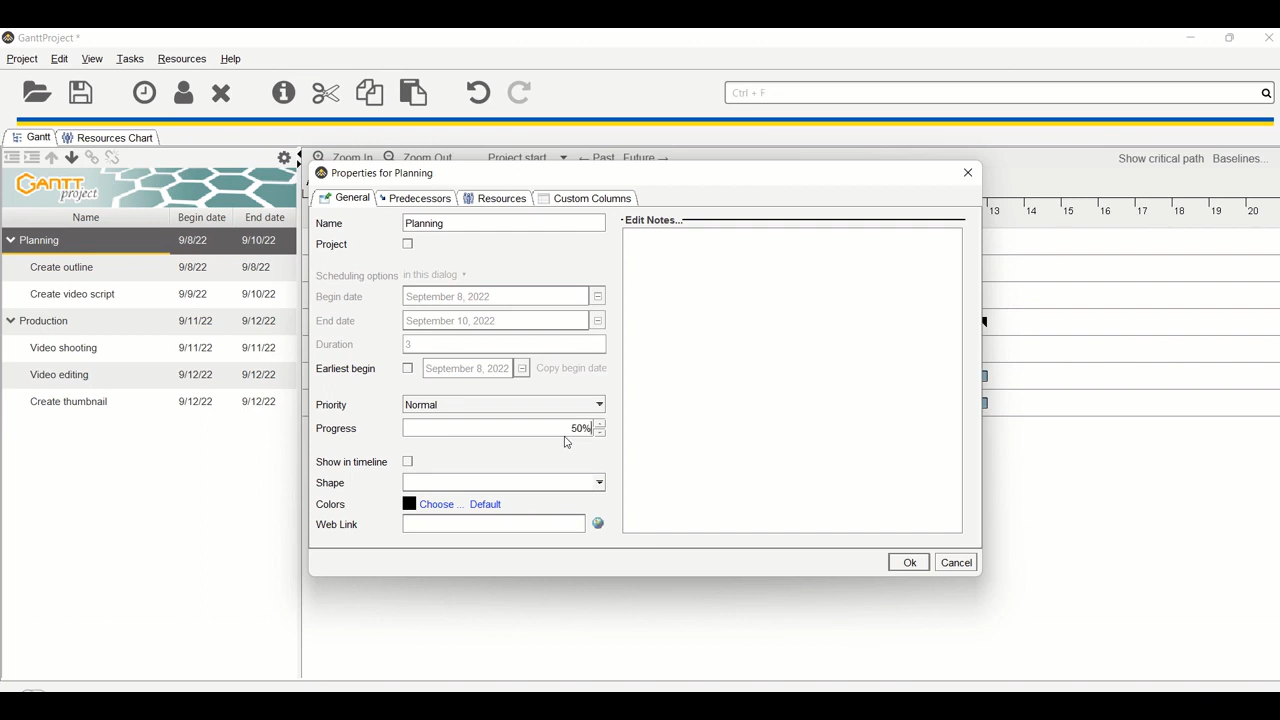 GanttProject *
Project Edit View Tasks Resources Help
Ctrl + F
Gantt Resources Chart
Zoom In Zoom Out Project start ← Past Future →
Show critical path Baselines...
GANTT project
Properties for Planning
General Predecessors Resources Custom Columns
Name Begin date End date
13 14 15 16 17 18 19 20
Planning 9/8/22 9/10/22
Create outline 9/8/22 9/8/22
Create video script 9/9/22 9/10/22
Production 9/11/22 9/12/22
Video shooting 9/11/22 9/11/22
Video editing 9/12/22 9/12/22
Create thumbnail 9/12/22 9/12/22
Name Planning
Project
Scheduling options in this dialog
Begin date September 8, 2022
End date September 10, 2022
Duration 3
Earliest begin September 8, 2022 Copy begin date
Priority Normal
Progress 50%
Show in timeline
Shape
Colors Choose ... Default
Web Link
Edit Notes...
Ok Cancel